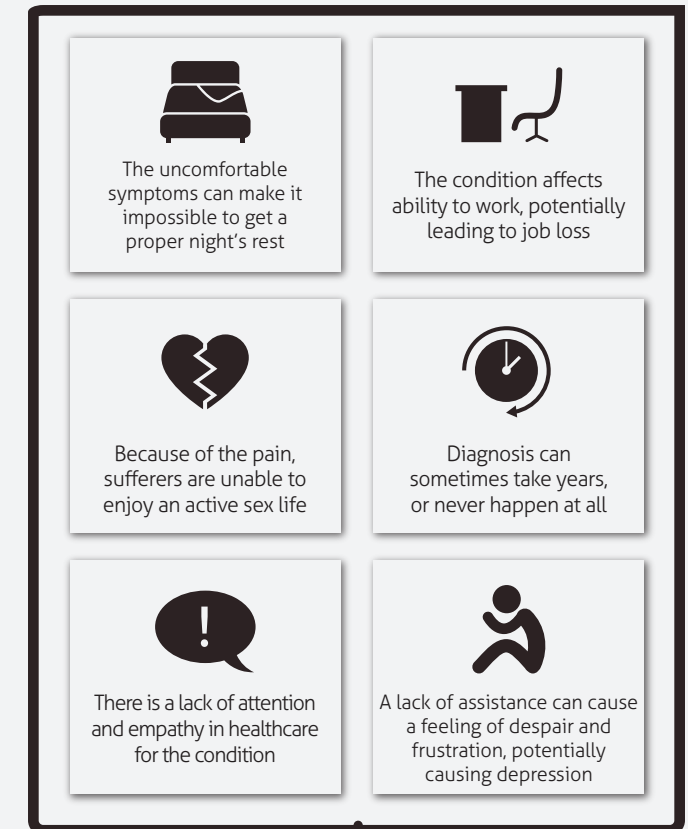 The uncomfortable
symptoms can make it
impossible to get a
proper night's rest
The condition affects
ability to work, potentially
leading to job loss
Because of the pain,
sufferers are unable to
enjoy an active sex life
Diagnosis can
sometimes take years,
or never happen at all
!
There is a lack of attention
and empathy in healthcare
for the condition
A lack of assistance can cause
a feeling of despair and
frustration, potentially
causing depression